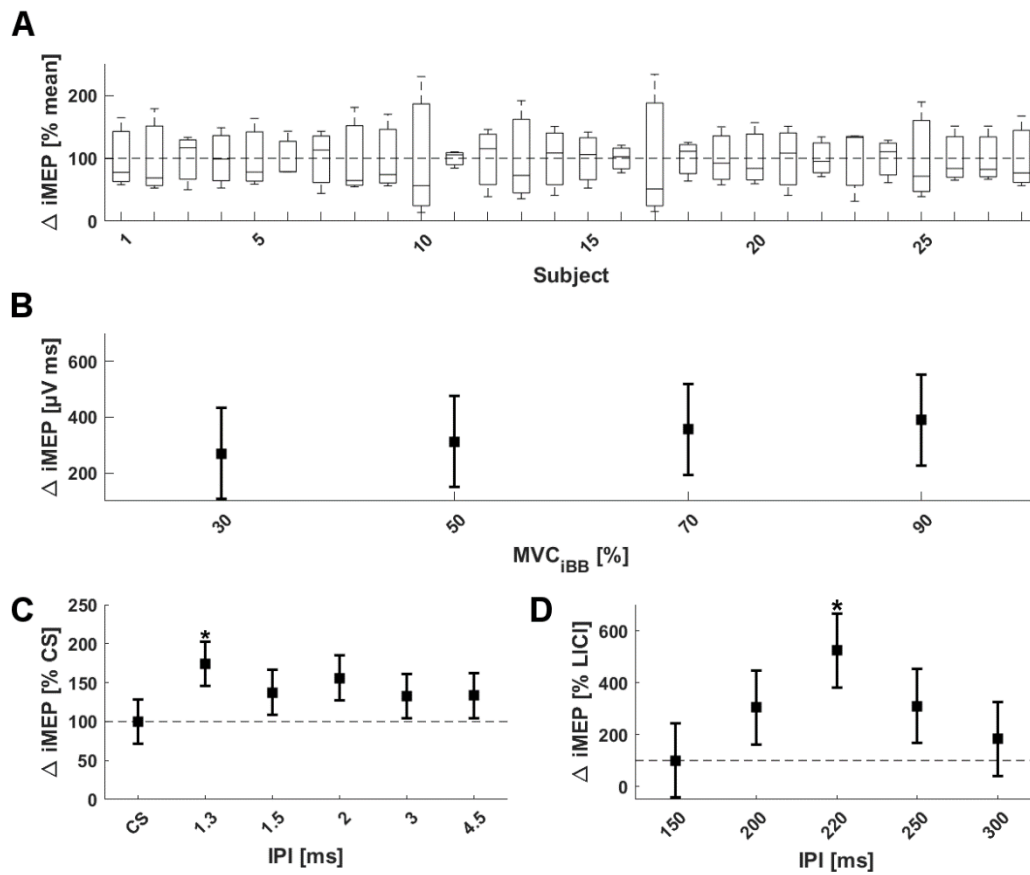 A
Δ iMEP [% mean]
200
100
0
1
5
10
15
20
25
Subject
B
Δ iMEP [µV ms]
600
400
200
30
50
70
90
MVC_iBB [%]
C
Δ iMEP [% CS]
250
200
150
100
50
0
*
CS
1.3
1.5
2
3
4.5
IPI [ms]
D
Δ iMEP [% LICI]
600
400
200
0
*
150
200
220
250
300
IPI [ms]